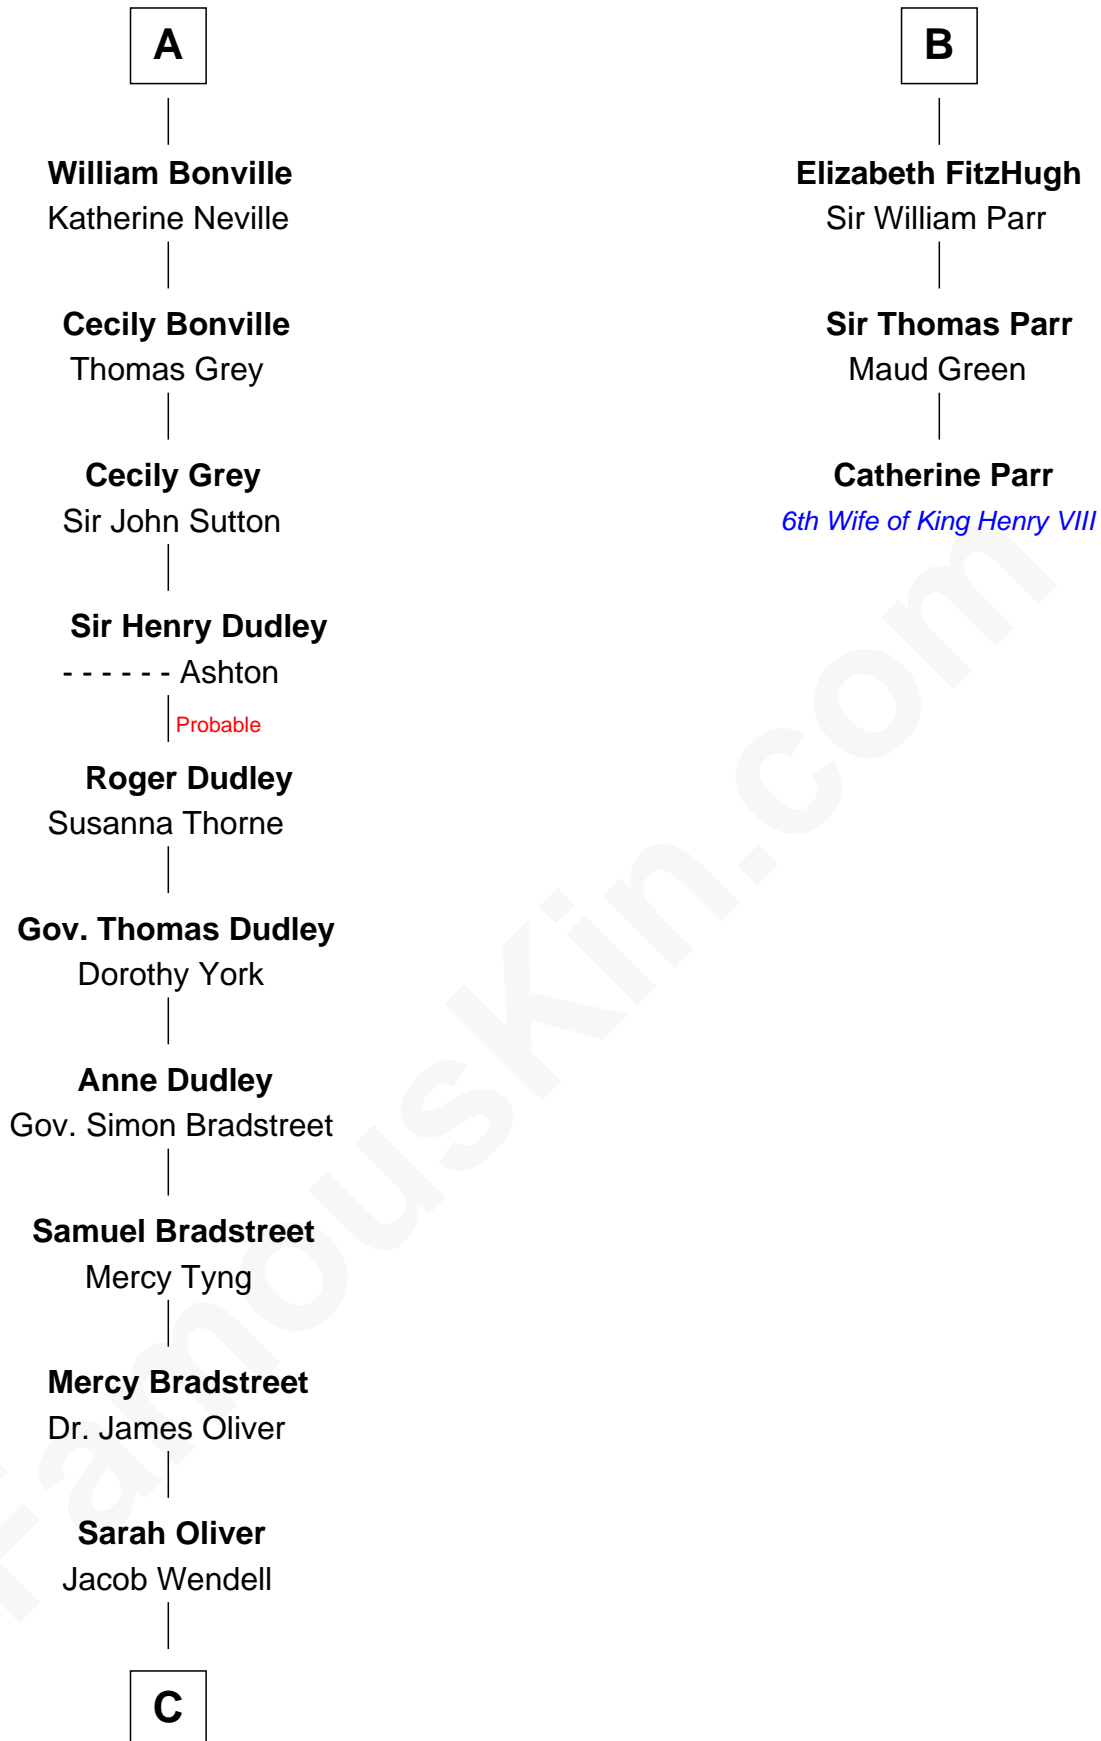 A
William Bonville
Katherine Neville
Cecily Bonville
Thomas Grey
Cecily Grey
Sir John Sutton
Sir Henry Dudley
- - - - - - Ashton
Probable
Roger Dudley
Susanna Thorne
Gov. Thomas Dudley
Dorothy York
Anne Dudley
Gov. Simon Bradstreet
Samuel Bradstreet
Mercy Tyng
Mercy Bradstreet
Dr. James Oliver
Sarah Oliver
Jacob Wendell
C
B
Elizabeth FitzHugh
Sir William Parr
Sir Thomas Parr
Maud Green
Catherine Parr
6th Wife of King Henry VIII
FamousKin.com